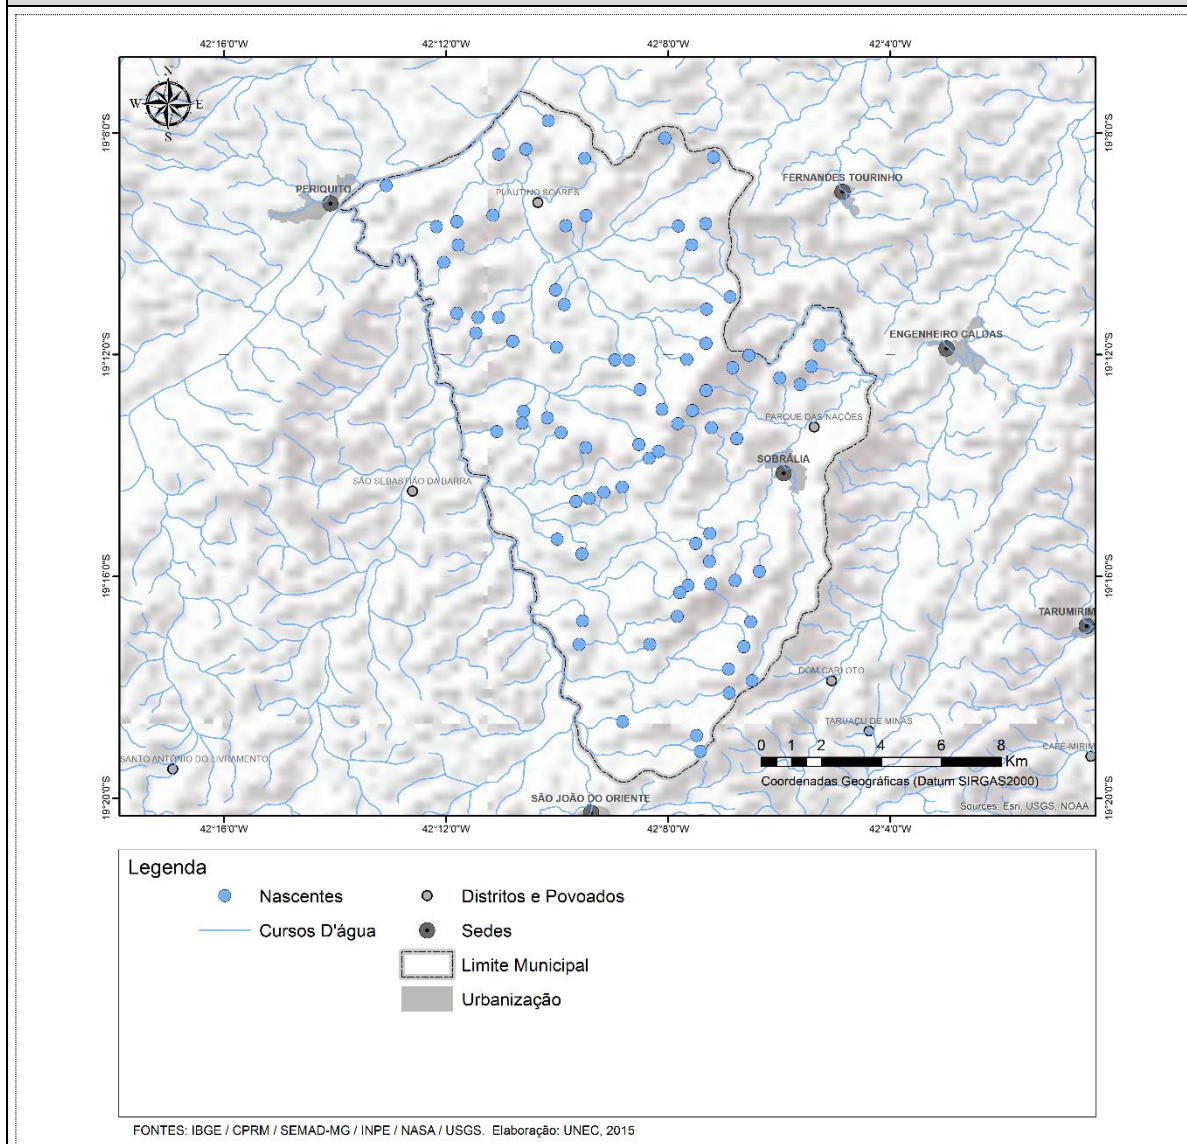 42°16'0"W 42°12'0"W 42°8'0"W 42°4'0"W
N
W E
S
19°8'0"S 19°8'0"S
PERIQUITO
PLAUTINO SOARES
FERNANDES TOURINHO
19°12'0"S 19°12'0"S
ENGENHEIRO CALDAS
PARQUE DAS NAÇÕES
SOBRÁLIA
SÃO SEBASTIÃO DA BARRA
19°16'0"S 19°16'0"S
TARUMIRIM
DOM CARLOTO
TARUAÇU DE MINAS
CAFÉ-MIRIM
SANTO ANTÔNIO DO LIVRAMENTO
0 1 2 4 6 8
Km
Coordenadas Geográficas (Datum SIRGAS2000)
SÃO JOÃO DO ORIENTE
Sources: Esri, USGS, NOAA
19°20'0"S 19°20'0"S
42°16'0"W 42°12'0"W 42°8'0"W 42°4'0"W
Legenda
Nascentes
Distritos e Povoados
Cursos D'água
Sedes
Limite Municipal
Urbanização
FONTES: IBGE / CPRM / SEMAD-MG / INPE / NASA / USGS. Elaboração: UNEC, 2015